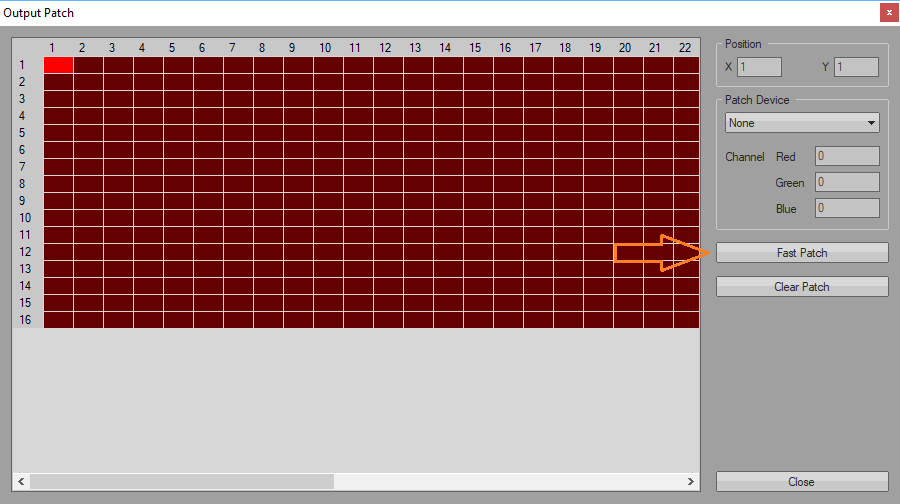 Output Patch x
1 2 3 4 5 6 7 8 9 10 11 12 13 14 15 16 17 18 19 20 21 22
1
2
3
4
5
6
7
8
9
10
11
12
13
14
15
16
Position
X 1 Y 1
Patch Device
None
Channel Red 0
Green 0
Blue 0
Fast Patch
Clear Patch
Close